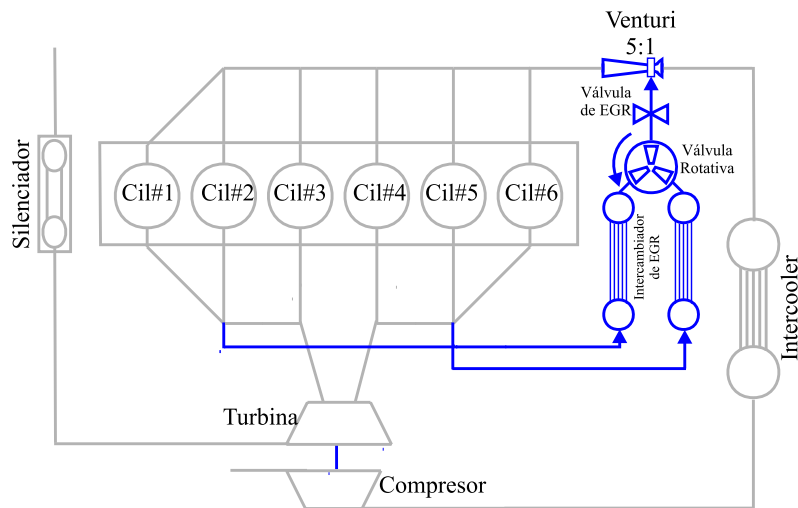 Venturi
5:1
Válvula
de EGR
Válvula
Rotativa
Silenciador
Cil#1
Cil#2
Cil#3
Cil#4
Cil#5
Cil#6
Intercambiador
de EGR
Intercooler
Turbina
Compresor